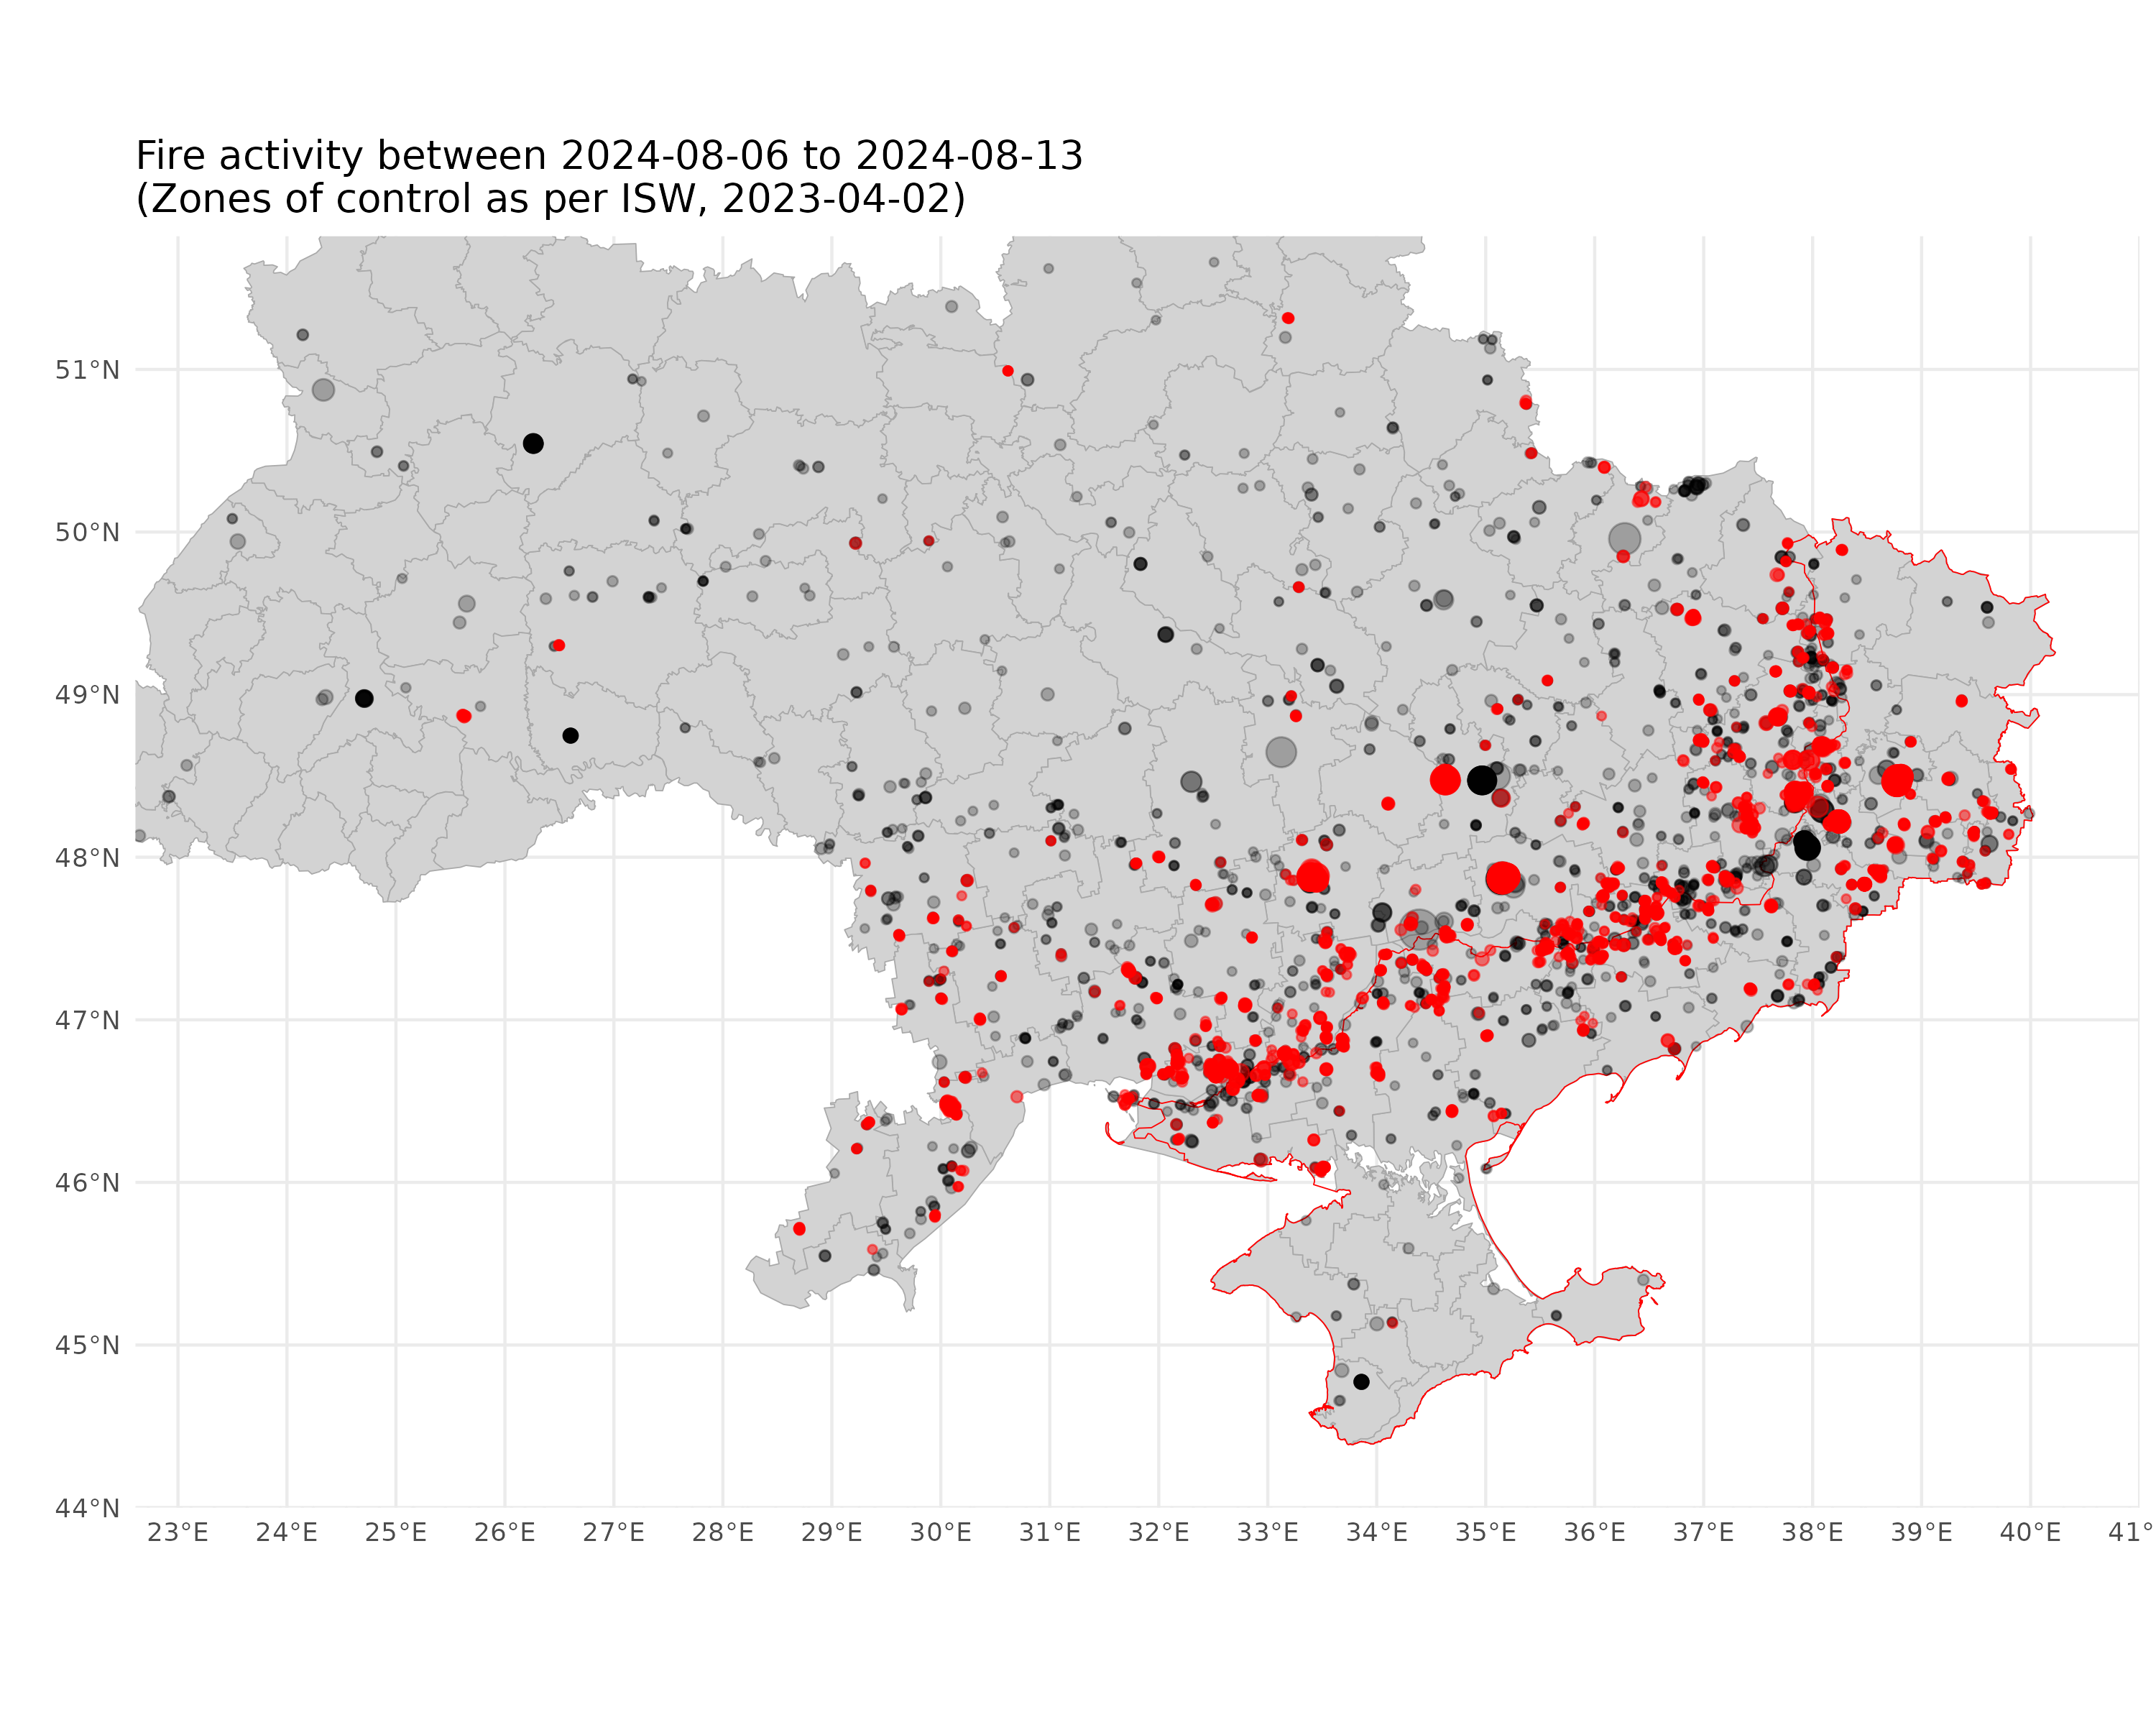 Fire activity between 2024-08-06 to 2024-08-13
(Zones of control as per ISW, 2023-04-02)
51°N
50°N
49°N
48°N
47°N
46°N
45°N
44°N
23°E 24°E 25°E 26°E 27°E 28°E 29°E 30°E 31°E 32°E 33°E 34°E 35°E 36°E 37°E 38°E 39°E 40°E 41°